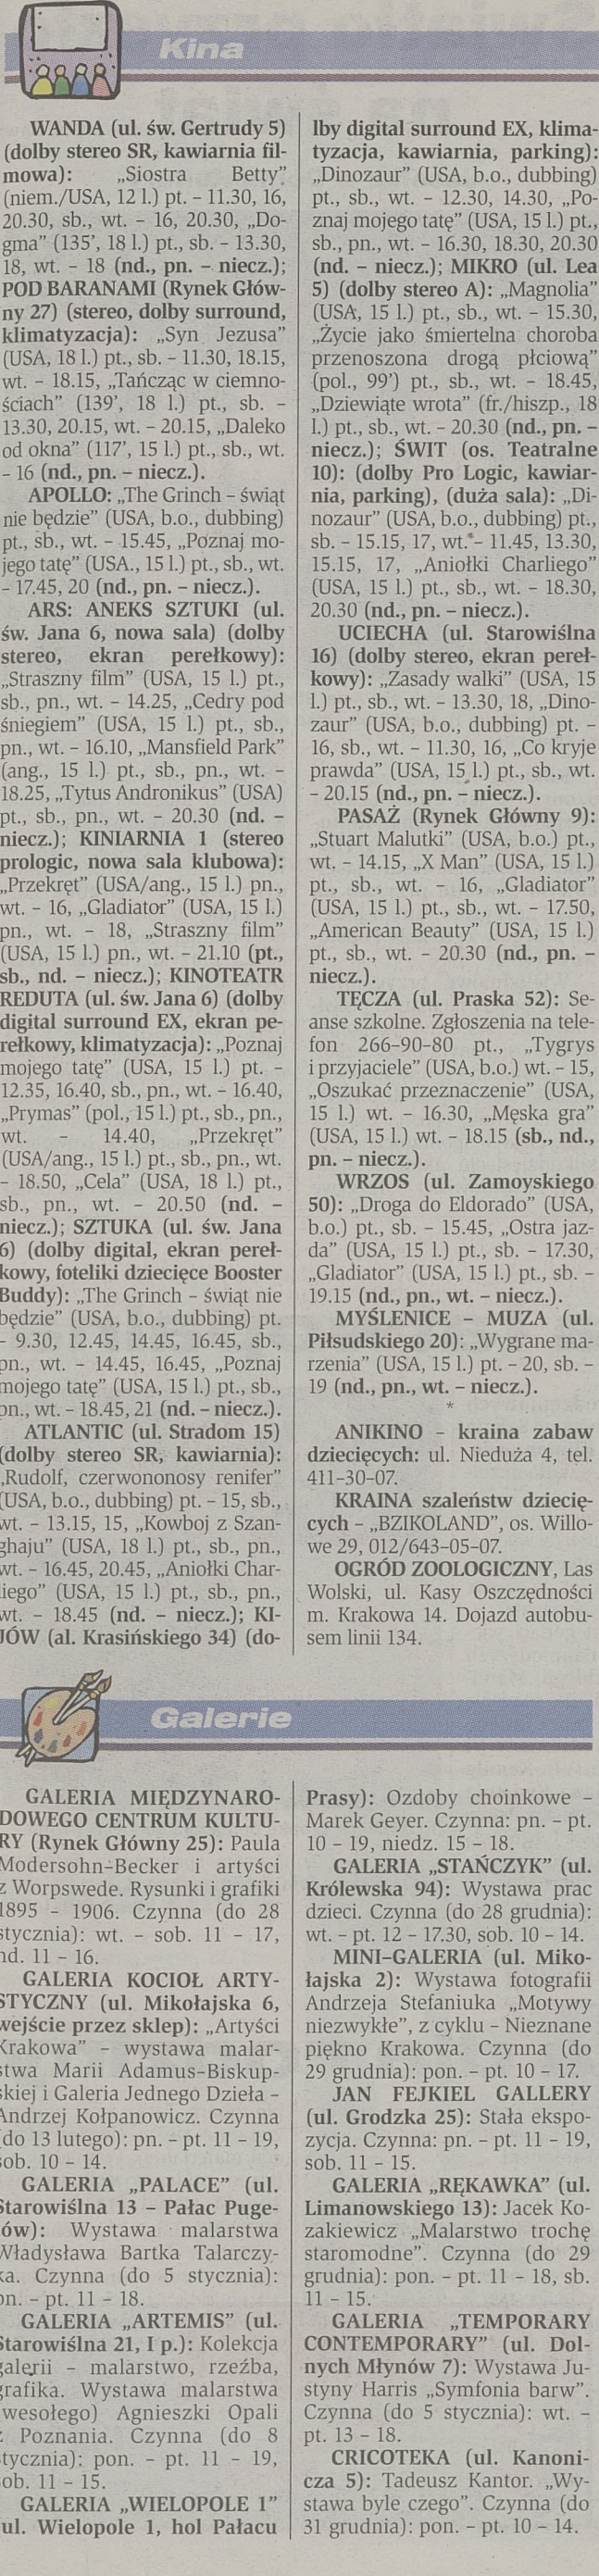 Kina
WANDA (ul. św. Gertrudy 5)
(dolby stereo SR, kawiarnia fil-
mowa): „Siostra Betty”
(niem./USA, 12 l.) pt. – 11.30, 16,
20.30, sb., wt. – 16, 20.30, „Do-
gma” (135’, 18 l.) pt., sb. – 13.30,
18, wt. – 18 (nd., pn. – niecz.);
POD BARANAMI (Rynek Głów-
ny 27) (stereo, dolby surround,
klimatyzacja): „Syn Jezusa”
(USA, 18 l.) pt., sb. – 11.30, 18.15,
wt. – 18.15, „Tańcząc w ciemno-
ściach” (139’, 18 l.) pt., sb. –
13.30, 20.15, wt. – 20.15, „Daleko
od okna” (117’, 15 l.) pt., sb., wt.
– 16 (nd., pn. – niecz.).
APOLLO: „The Grinch – świąt
nie będzie” (USA, b.o., dubbing)
pt., sb., wt. – 15.45, „Poznaj mo-
jego tatę” (USA., 15 l.) pt., sb., wt.
– 17.45, 20 (nd., pn. – niecz.).
ARS: ANEKS SZTUKI (ul.
św. Jana 6, nowa sala) (dolby
stereo, ekran perełkowy):
„Straszny film” (USA, 15 l.) pt.,
sb., pn., wt. – 14.25, „Cedry pod
śniegiem” (USA, 15 l.) pt., sb.,
pn., wt. – 16.10, „Mansfield Park”
(ang., 15 l.) pt., sb., pn., wt. –
18.25, „Tytus Andronikus” (USA)
pt., sb., pn., wt. – 20.30 (nd. –
niecz.); KINIARNIA 1 (stereo
prologic, nowa sala klubowa):
„Przekręt” (USA/ang., 15 l.) pn.,
wt. – 16, „Gladiator” (USA, 15 l.)
pn., wt. – 18, „Straszny film”
(USA, 15 l.) pn., wt. – 21.10 (pt.,
sb., nd. – niecz.); KINOTEATR
REDUTA (ul. św. Jana 6) (dolby
digital surround EX, ekran pe-
rełkowy, klimatyzacja): „Poznaj
mojego tatę” (USA, 15 l.) pt. –
12.35, 16.40, sb., pn., wt. – 16.40,
„Prymas” (pol., 15 l.) pt., sb., pn.,
wt. – 14.40, „Przekręt”
(USA/ang., 15 l.) pt., sb., pn., wt.
– 18.50, „Cela” (USA, 18 l.) pt.,
sb., pn., wt. – 20.50 (nd. –
niecz.); SZTUKA (ul. św. Jana
6) (dolby digital, ekran pereł-
kowy, foteliki dziecięce Booster
Buddy): „The Grinch – świąt nie
będzie” (USA, b.o., dubbing) pt.
– 9.30, 12.45, 14.45, 16.45, sb.,
pn., wt. – 14.45, 16.45, „Poznaj
mojego tatę” (USA, 15 l.) pt., sb.,
pn., wt. – 18.45, 21 (nd. – niecz.).
ATLANTIC (ul. Stradom 15)
(dolby stereo SR, kawiarnia):
„Rudolf, czerwononosy renifer”
(USA, b.o., dubbing) pt. – 15, sb.,
wt. – 13.15, 15, „Kowboj z Szan-
ghaju” (USA, 18 l.) pt., sb., pn.,
wt. – 16.45, 20.45, „Aniołki Char-
liego” (USA, 15 l.) pt., sb., pn.,
wt. – 18.45 (nd. – niecz.); KI-
JÓW (al. Krasińskiego 34) (do-
lby digital surround EX, klima-
tyzacja, kawiarnia, parking):
„Dinozaur” (USA, b.o., dubbing)
pt., sb., wt. – 12.30, 14.30, „Po-
znaj mojego tatę” (USA, 15 l.) pt.,
sb., pn., wt. – 16.30, 18.30, 20.30
(nd. – niecz.); MIKRO (ul. Lea
5) (dolby stereo A): „Magnolia”
(USA, 15 l.) pt., sb., wt. – 15.30,
„Życie jako śmiertelna choroba
przenoszona drogą płciową”
(pol., 99’) pt., sb., wt. – 18.45,
„Dziewiąte wrota” (fr./hiszp., 18
l.) pt., sb., wt. – 20.30 (nd., pn. –
niecz.); ŚWIT (os. Teatralne
10): (dolby Pro Logic, kawiar-
nia, parking), (duża sala): „Di-
nozaur” (USA, b.o., dubbing) pt.,
sb. – 15.15, 17, wt. – 11.45, 13.30,
15.15, 17, „Aniołki Charliego”
(USA, 15 l.) pt., sb., wt. – 18.30,
20.30 (nd., pn. – niecz.).
UCIECHA (ul. Starowiślna
16) (dolby stereo, ekran pereł-
kowy): „Zasady walki” (USA, 15
l.) pt., sb., wt. – 13.30, 18, „Dino-
zaur” (USA, b.o., dubbing) pt. –
16, sb., wt. – 11.30, 16, „Co kryje
prawda” (USA, 15 l.) pt., sb., wt.
– 20.15 (nd., pn. – niecz.).
PASAŻ (Rynek Główny 9):
„Stuart Malutki” (USA, b.o.) pt.,
wt. – 14.15, „X Man” (USA, 15 l.)
pt., sb., wt. – 16, „Gladiator”
(USA, 15 l.) pt., sb., wt. – 17.50,
„American Beauty” (USA, 15 l.)
pt., sb., wt. – 20.30 (nd., pn. –
niecz.).
TĘCZA (ul. Praska 52): Se-
anse szkolne. Zgłoszenia na tele-
fon 266-90-80 pt., „Tygrys
i przyjaciele” (USA, b.o.) wt. – 15,
„Oszukać przeznaczenie” (USA,
15 l.) wt. – 16.30, „Męska gra”
(USA, 15 l.) wt. – 18.15 (sb., nd.,
pn. – niecz.).
WRZOS (ul. Zamoyskiego
50): „Droga do Eldorado” (USA,
b.o.) pt., sb. – 15.45, „Ostra jaz-
da” (USA, 15 l.) pt., sb. – 17.30,
„Gladiator” (USA, 15 l.) pt., sb. –
19.15 (nd., pn., wt. – niecz.).
MYŚLENICE – MUZA (ul.
Piłsudskiego 20): „Wygrane ma-
rzenia” (USA, 15 l.) pt. – 20, sb. –
19 (nd., pn., wt. – niecz.).
*
ANIKINO – kraina zabaw
dziecięcych: ul. Nieduża 4, tel.
411-30-07.
KRAINA szaleństw dziecię-
cych – „BZIKOLAND”, os. Willo-
we 29, 012/643-05-07.
OGRÓD ZOOLOGICZNY, Las
Wolski, ul. Kasy Oszczędności
m. Krakowa 14. Dojazd autobu-
sem linii 134.
Galerie
GALERIA MIĘDZYNARO-
DOWEGO CENTRUM KULTU-
RY (Rynek Główny 25): Paula
Modersohn-Becker i artyści
z Worpswede. Rysunki i grafiki
1895 – 1906. Czynna (do 28
stycznia): wt. – sob. 11 – 17,
nd. 11 – 16.
GALERIA KOCIOŁ ARTY-
STYCZNY (ul. Mikołajska 6,
wejście przez sklep): „Artyści
Krakowa” – wystawa malar-
stwa Marii Adamus-Biskup-
skiej i Galeria Jednego Dzieła –
Andrzej Kołpanowicz. Czynna
(do 13 lutego): pn. – pt. 11 – 19,
sob. 10 – 14.
GALERIA „PALACE” (ul.
Starowiślna 13 – Pałac Puge-
ów): Wystawa malarstwa
Władysława Bartka Talarczy-
ka. Czynna (do 5 stycznia):
pn. – pt. 11 – 18.
GALERIA „ARTEMIS” (ul.
Starowiślna 21, I p.): Kolekcja
galerii – malarstwo, rzeźba,
grafika. Wystawa malarstwa
(wesołego) Agnieszki Opali
z Poznania. Czynna (do 8
stycznia): pon. – pt. 11 – 19,
sob. 11 – 15.
GALERIA „WIELOPOLE 1”
(ul. Wielopole 1, hol Pałacu
Prasy): Ozdoby choinkowe –
Marek Geyer. Czynna: pn. – pt.
10 – 19, niedz. 15 – 18.
GALERIA „STAŃCZYK” (ul.
Królewska 94): Wystawa prac
dzieci. Czynna (do 28 grudnia):
wt. – pt. 12 – 17.30, sob. 10 – 14.
MINI-GALERIA (ul. Miko-
łajska 2): Wystawa fotografii
Andrzeja Stefaniuka „Motywy
niezwykłe”, z cyklu – Nieznane
piękno Krakowa. Czynna (do
29 grudnia): pon. – pt. 10 – 17.
JAN FEJKIEL GALLERY
(ul. Grodzka 25): Stała ekspo-
zycja. Czynna: pn. – pt. 11 – 19,
sob. 11 – 15.
GALERIA „RĘKAWKA” (ul.
Limanowskiego 13): Jacek Ko-
zakiewicz „Malarstwo trochę
staromodne”. Czynna (do 29
grudnia): pon. – pt. 11 – 18, sb.
11 – 15.
GALERIA „TEMPORARY
CONTEMPORARY” (ul. Dol-
nych Młynów 7): Wystawa Ju-
styny Harris „Symfonia barw”.
Czynna (do 5 stycznia): wt. –
pt. 13 – 18.
CRICOTEKA (ul. Kanoni-
cza 5): Tadeusz Kantor. „Wy-
stawa byle czego”. Czynna (do
31 grudnia): pon. – pt. 10 – 14.